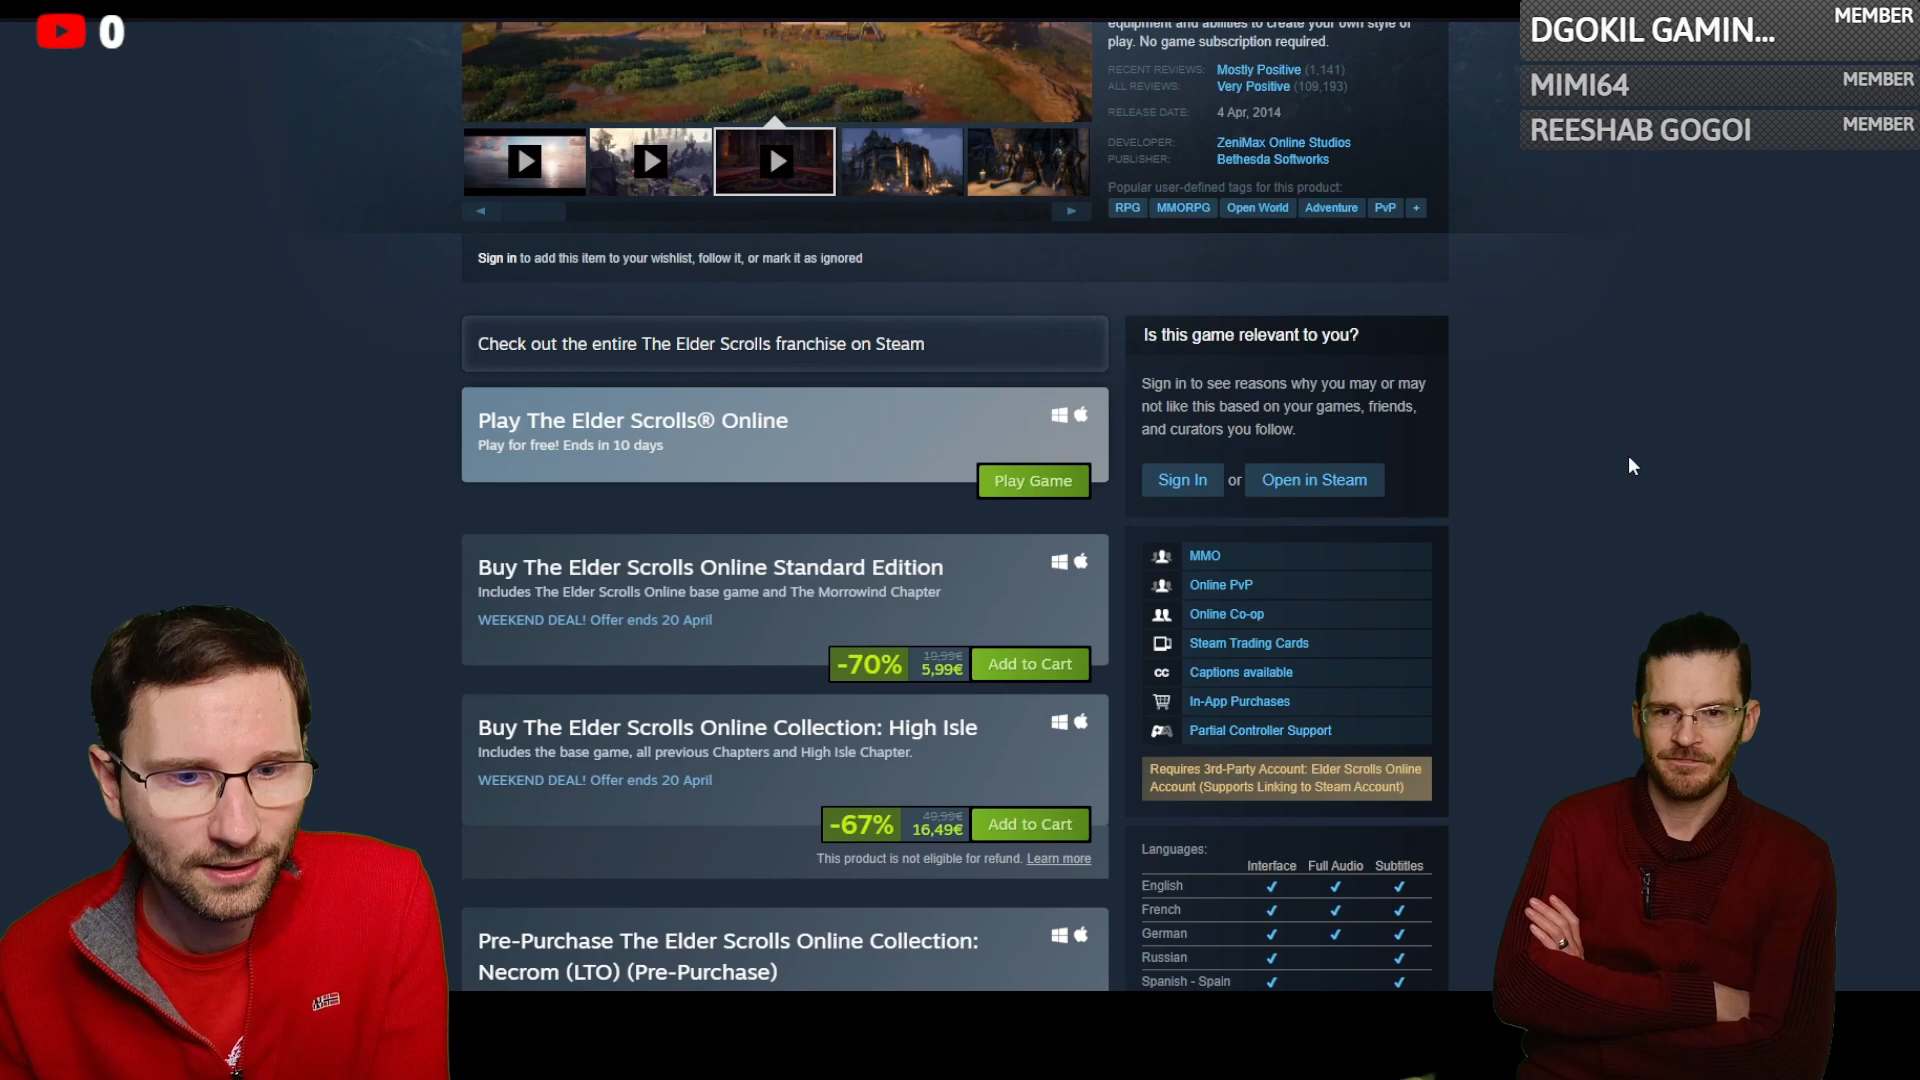 0
equipment and abilities to create your own style of
play. No game subscription required.
RECENT REVIEWS: Mostly Positive (1,141)
ALL REVIEWS: Very Positive (109,193)
RELEASE DATE: 4 Apr, 2014
DEVELOPER: ZeniMax Online Studios
PUBLISHER: Bethesda Softworks
Popular user-defined tags for this product:
RPG MMORPG Open World Adventure PvP +
DGOKIL GAMIN... MEMBER
MIMI64 MEMBER
REESHAB GOGOI MEMBER
Sign in to add this item to your wishlist, follow it, or mark it as ignored
Check out the entire The Elder Scrolls franchise on Steam
Play The Elder Scrolls® Online
Play for free! Ends in 10 days
Play Game
Buy The Elder Scrolls Online Standard Edition
Includes The Elder Scrolls Online base game and The Morrowind Chapter
WEEKEND DEAL! Offer ends 20 April
-70% 19,99€ 5,99€ Add to Cart
Buy The Elder Scrolls Online Collection: High Isle
Includes the base game, all previous Chapters and High Isle Chapter.
WEEKEND DEAL! Offer ends 20 April
-67% 49,99€ 16,49€ Add to Cart
This product is not eligible for refund. Learn more
Pre-Purchase The Elder Scrolls Online Collection:
Necrom (LTO) (Pre-Purchase)
Is this game relevant to you?
Sign in to see reasons why you may or may
not like this based on your games, friends,
and curators you follow.
Sign In or Open in Steam
MMO
Online PvP
Online Co-op
Steam Trading Cards
cc Captions available
In-App Purchases
Partial Controller Support
Requires 3rd-Party Account: Elder Scrolls Online
Account (Supports Linking to Steam Account)
Languages:
Interface Full Audio Subtitles
English
French
German
Russian
Spanish - Spain